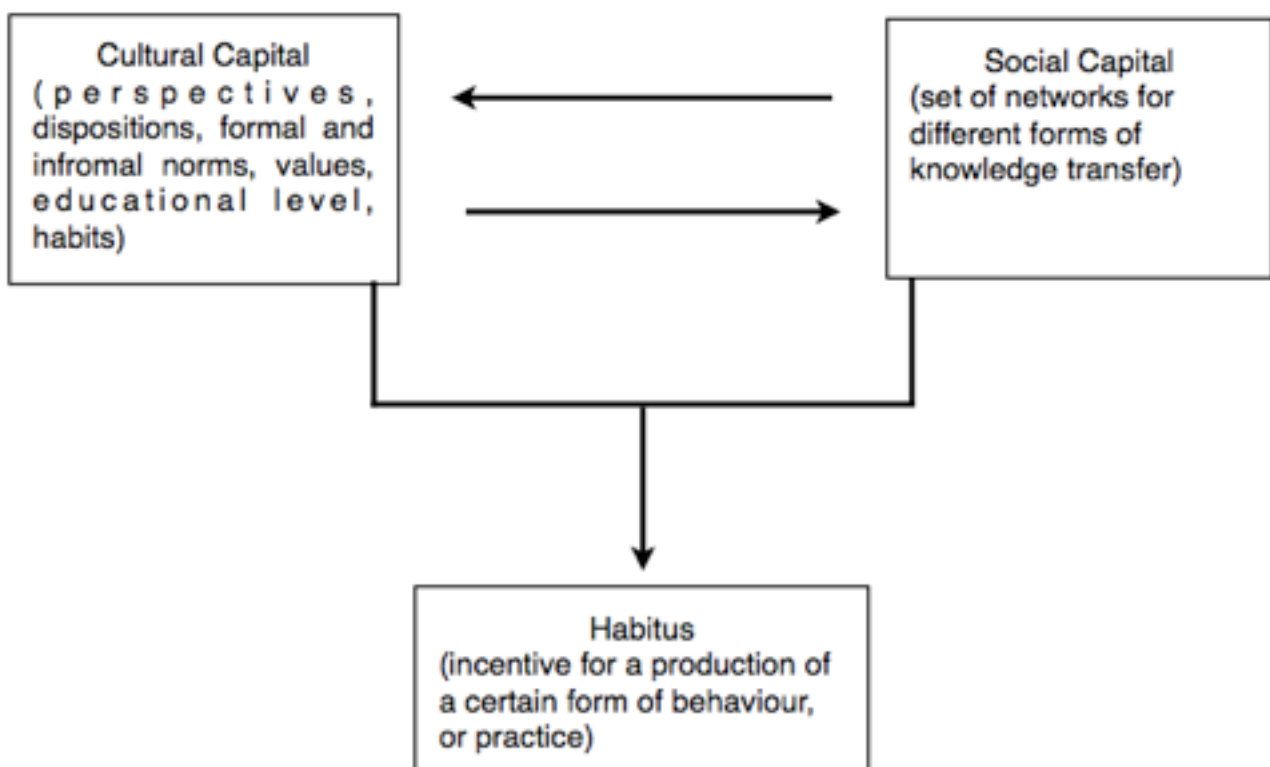 Cultural Capital
(perspectives,
dispositions, formal and
infromal norms, values,
educational level,
habits)
Social Capital
(set of networks for
different forms of
knowledge transfer)
Habitus
(incentive for a production of
a certain form of behaviour,
or practice)